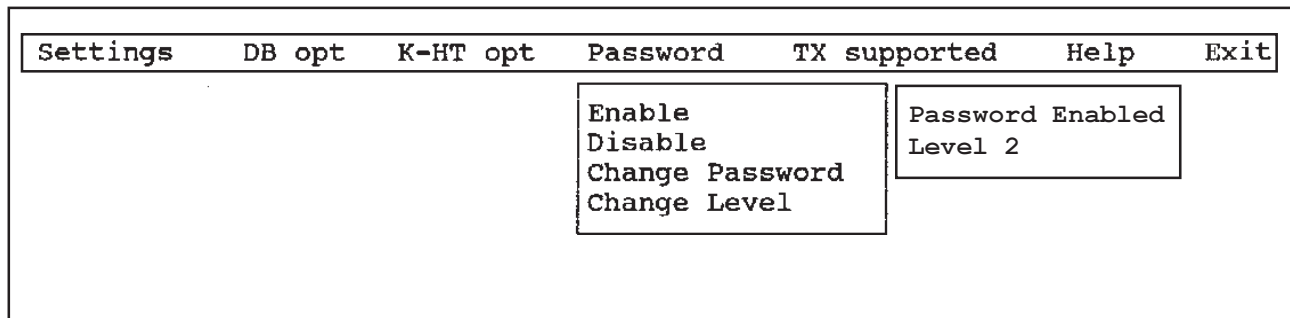 Settings DB opt K-HT opt Password TX supported Help Exit
Enable
Disable
Change Password
Change Level
Password Enabled
Level 2